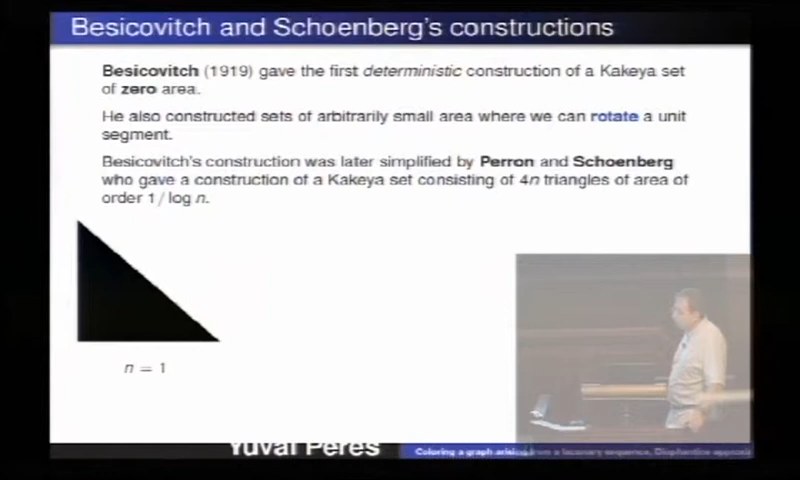 Besicovitch and Schoenberg's constructions
Besicovitch (1919) gave the first deterministic construction of a Kakeya set
of zero area.
He also constructed sets of arbitrarily small area where we can rotate a unit
segment.
Besicovitch's construction was later simplified by Perron and Schoenberg
who gave a construction of a Kakeya set consisting of 4n triangles of area of
order 1/ log n.
n = 1
Yuval Peres
Coloring a graph arising from a lacunary sequence, Diophantine approxi